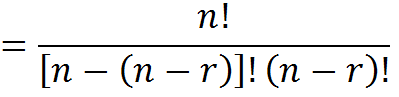 = n! / [n − (n − r)]! (n − r)!